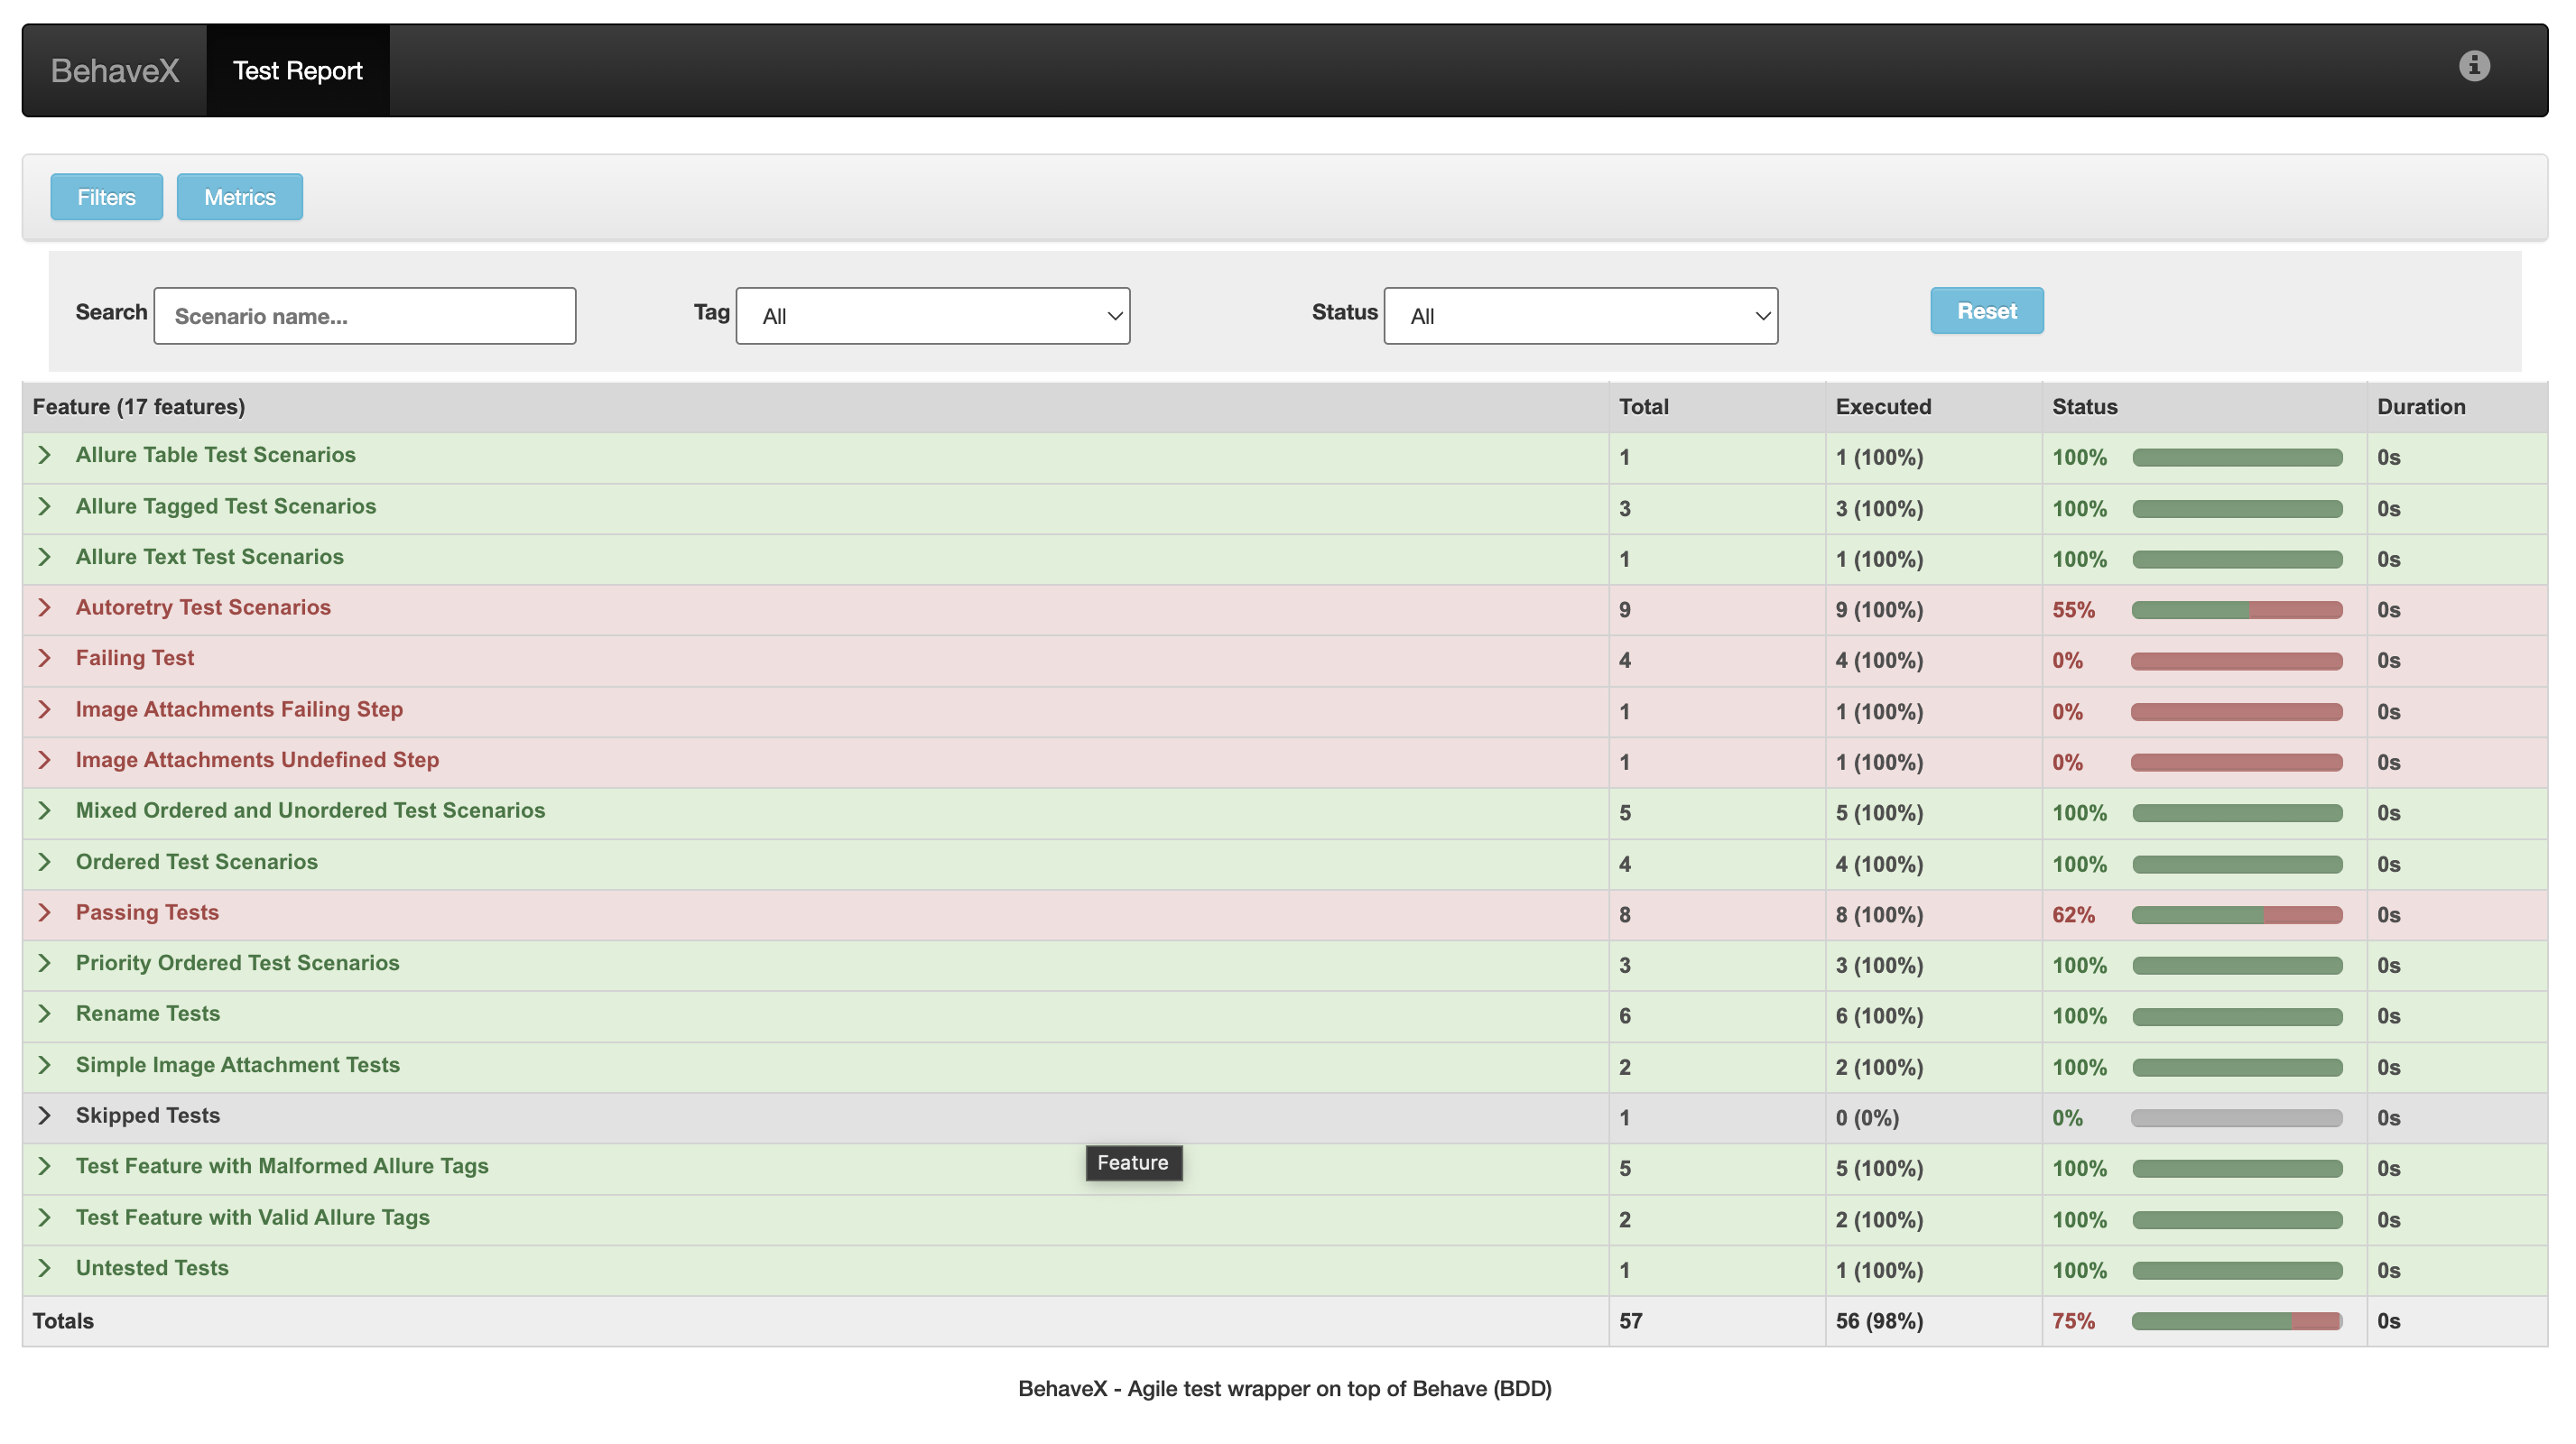 BehaveX Test Report
Filters Metrics
Search Scenario name... Tag All Status All Reset
Feature (17 features) Total Executed Status Duration
Allure Table Test Scenarios 1 1 (100%) 100% 0s
Allure Tagged Test Scenarios 3 3 (100%) 100% 0s
Allure Text Test Scenarios 1 1 (100%) 100% 0s
Autoretry Test Scenarios 9 9 (100%) 55% 0s
Failing Test 4 4 (100%) 0% 0s
Image Attachments Failing Step 1 1 (100%) 0% 0s
Image Attachments Undefined Step 1 1 (100%) 0% 0s
Mixed Ordered and Unordered Test Scenarios 5 5 (100%) 100% 0s
Ordered Test Scenarios 4 4 (100%) 100% 0s
Passing Tests 8 8 (100%) 62% 0s
Priority Ordered Test Scenarios 3 3 (100%) 100% 0s
Rename Tests 6 6 (100%) 100% 0s
Simple Image Attachment Tests 2 2 (100%) 100% 0s
Skipped Tests 1 0 (0%) 0% 0s
Test Feature with Malformed Allure Tags Feature 5 5 (100%) 100% 0s
Test Feature with Valid Allure Tags 2 2 (100%) 100% 0s
Untested Tests 1 1 (100%) 100% 0s
Totals 57 56 (98%) 75% 0s
BehaveX - Agile test wrapper on top of Behave (BDD)